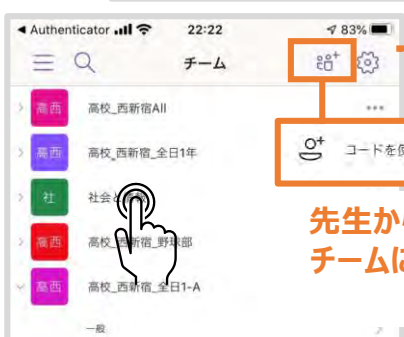 ◀ Authenticator 22:22 83%
チーム
高西 高校_西新宿All ...
高西 高校_西新宿_全日1年
コードを使
社 社会と
先生から
高西 高校_西新宿_野球部
チームに
高西 高校_西新宿_全日1-A
一般